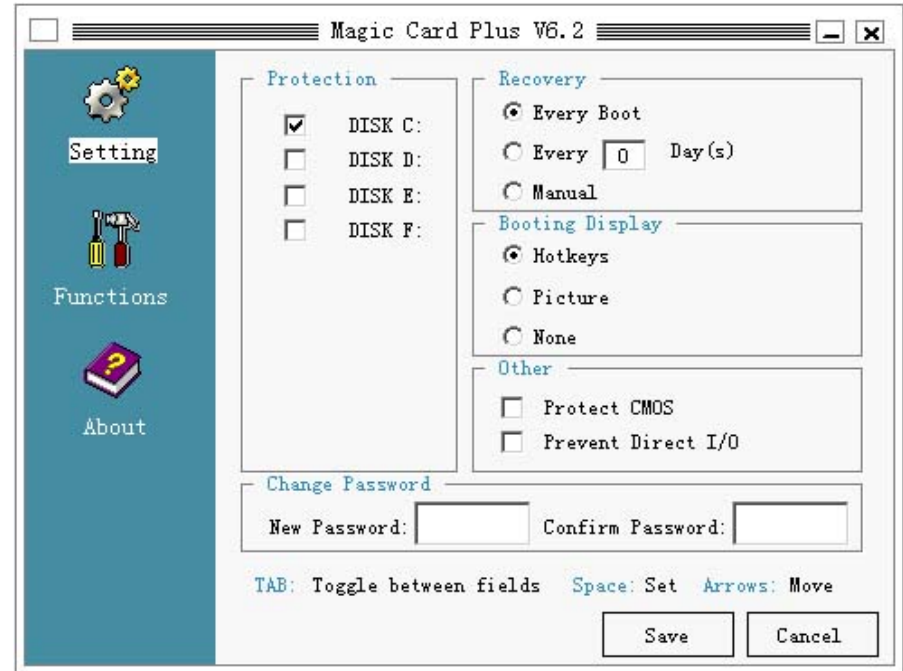 Magic Card Plus V6.2
Setting
Functions
About
Protection
DISK C:
DISK D:
DISK E:
DISK F:
Recovery
Every Boot
Every 0 Day(s)
Manual
Booting Display
Hotkeys
Picture
None
Other
Protect CMOS
Prevent Direct I/O
Change Password
New Password: Confirm Password:
TAB: Toggle between fields Space: Set Arrows: Move
Save Cancel